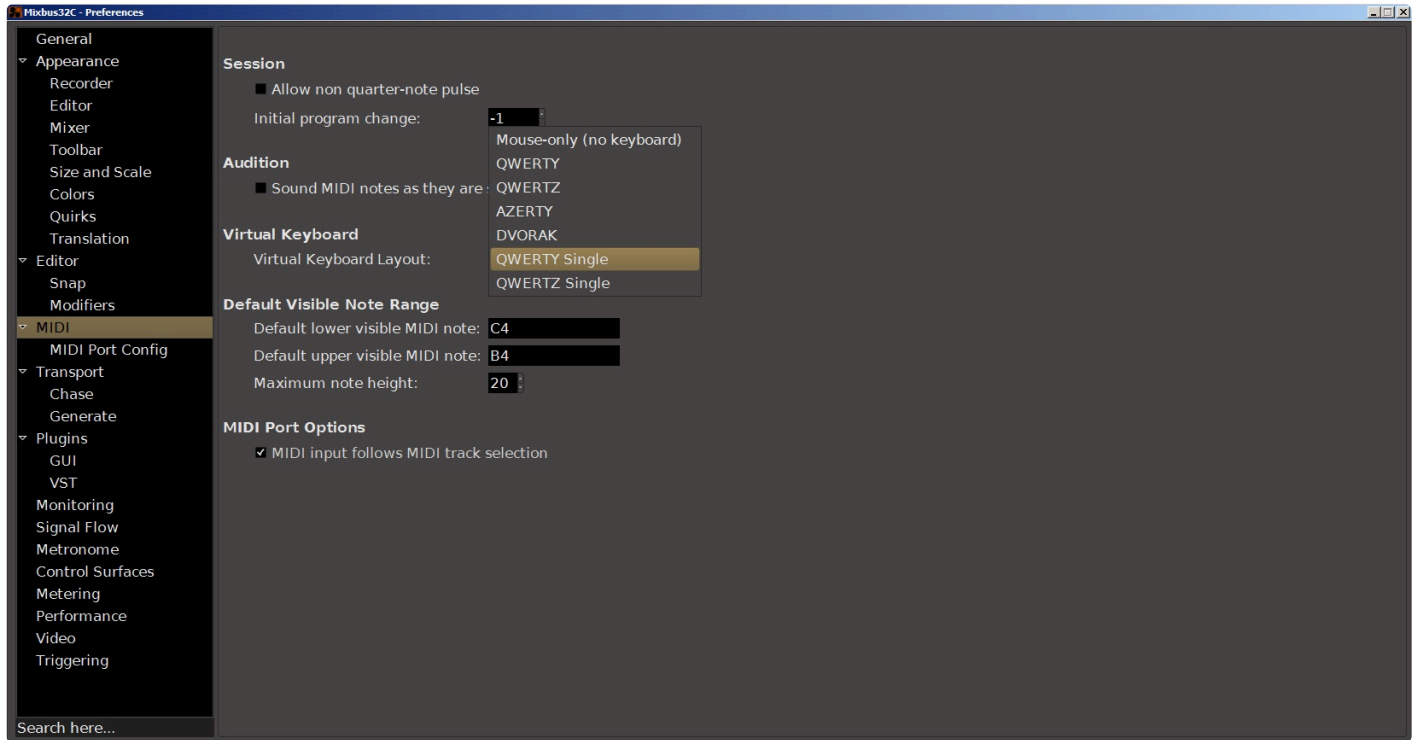 Mixbus32C - Preferences
General
Appearance
Recorder
Editor
Mixer
Toolbar
Size and Scale
Colors
Quirks
Translation
Editor
Snap
Modifiers
MIDI
MIDI Port Config
Transport
Chase
Generate
Plugins
GUI
VST
Monitoring
Signal Flow
Metronome
Control Surfaces
Metering
Performance
Video
Triggering
Search here...
Session
Allow non quarter-note pulse
Initial program change: -1
Audition
Sound MIDI notes as they are
Virtual Keyboard
Virtual Keyboard Layout:
Mouse-only (no keyboard)
QWERTY
QWERTZ
AZERTY
DVORAK
QWERTY Single
QWERTZ Single
Default Visible Note Range
Default lower visible MIDI note: C4
Default upper visible MIDI note: B4
Maximum note height: 20
MIDI Port Options
MIDI input follows MIDI track selection